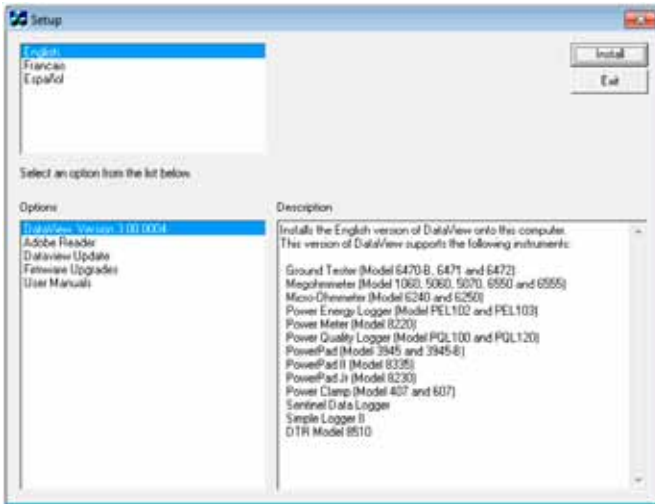 Setup
English
Francais
Español
Install
Exit
Select an option from the list below.
Options
DataView Version 3.00.0004
Adobe Reader
Dataview Update
Firmware Upgrades
User Manuals
Description
Installs the English version of DataView onto this computer.
This version of DataView supports the following instruments:
Ground Tester (Model 6470-B, 6471 and 6472)
Megohmmeter (Model 1060, 5060, 5070, 6550 and 6555)
Micro-Ohmmeter (Model 6240 and 6250)
Power Energy Logger (Model PEL102 and PEL103)
Power Meter (Model 8220)
Power Quality Logger (Model PQL100 and PQL120)
PowerPad (Model 3945 and 3945-B)
PowerPad II (Model 8335)
PowerPad Jr (Model 8230)
Power Clamp (Model 407 and 607)
Sentinel Data Logger
Simple Logger II
DTR Model 8510